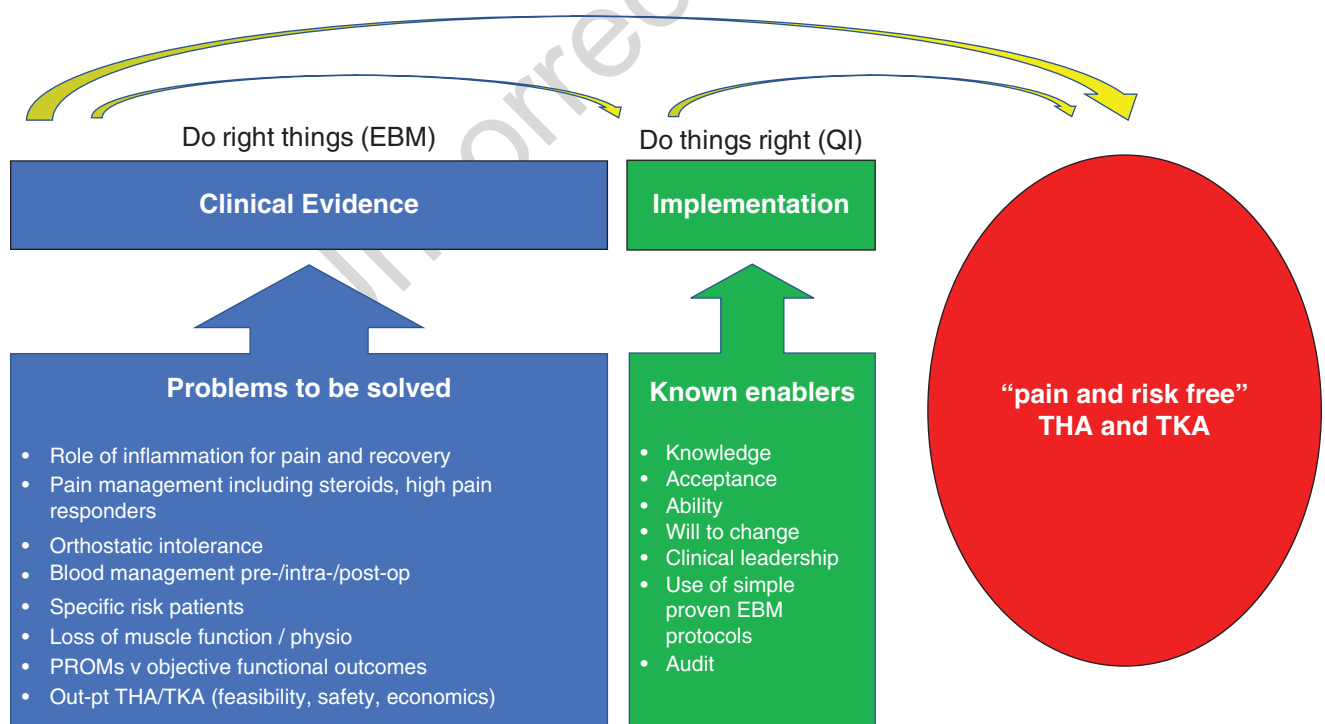 Do right things (EBM)
Do things right (QI)
Clinical Evidence
Implementation
Problems to be solved
• Role of inflammation for pain and recovery
• Pain management including steroids, high pain
responders
• Orthostatic intolerance
• Blood management pre-/intra-/post-op
• Specific risk patients
• Loss of muscle function / physio
• PROMs v objective functional outcomes
• Out-pt THA/TKA (feasibility, safety, economics)
Known enablers
• Knowledge
• Acceptance
• Ability
• Will to change
• Clinical leadership
• Use of simple
proven EBM
protocols
• Audit
“pain and risk free”
THA and TKA